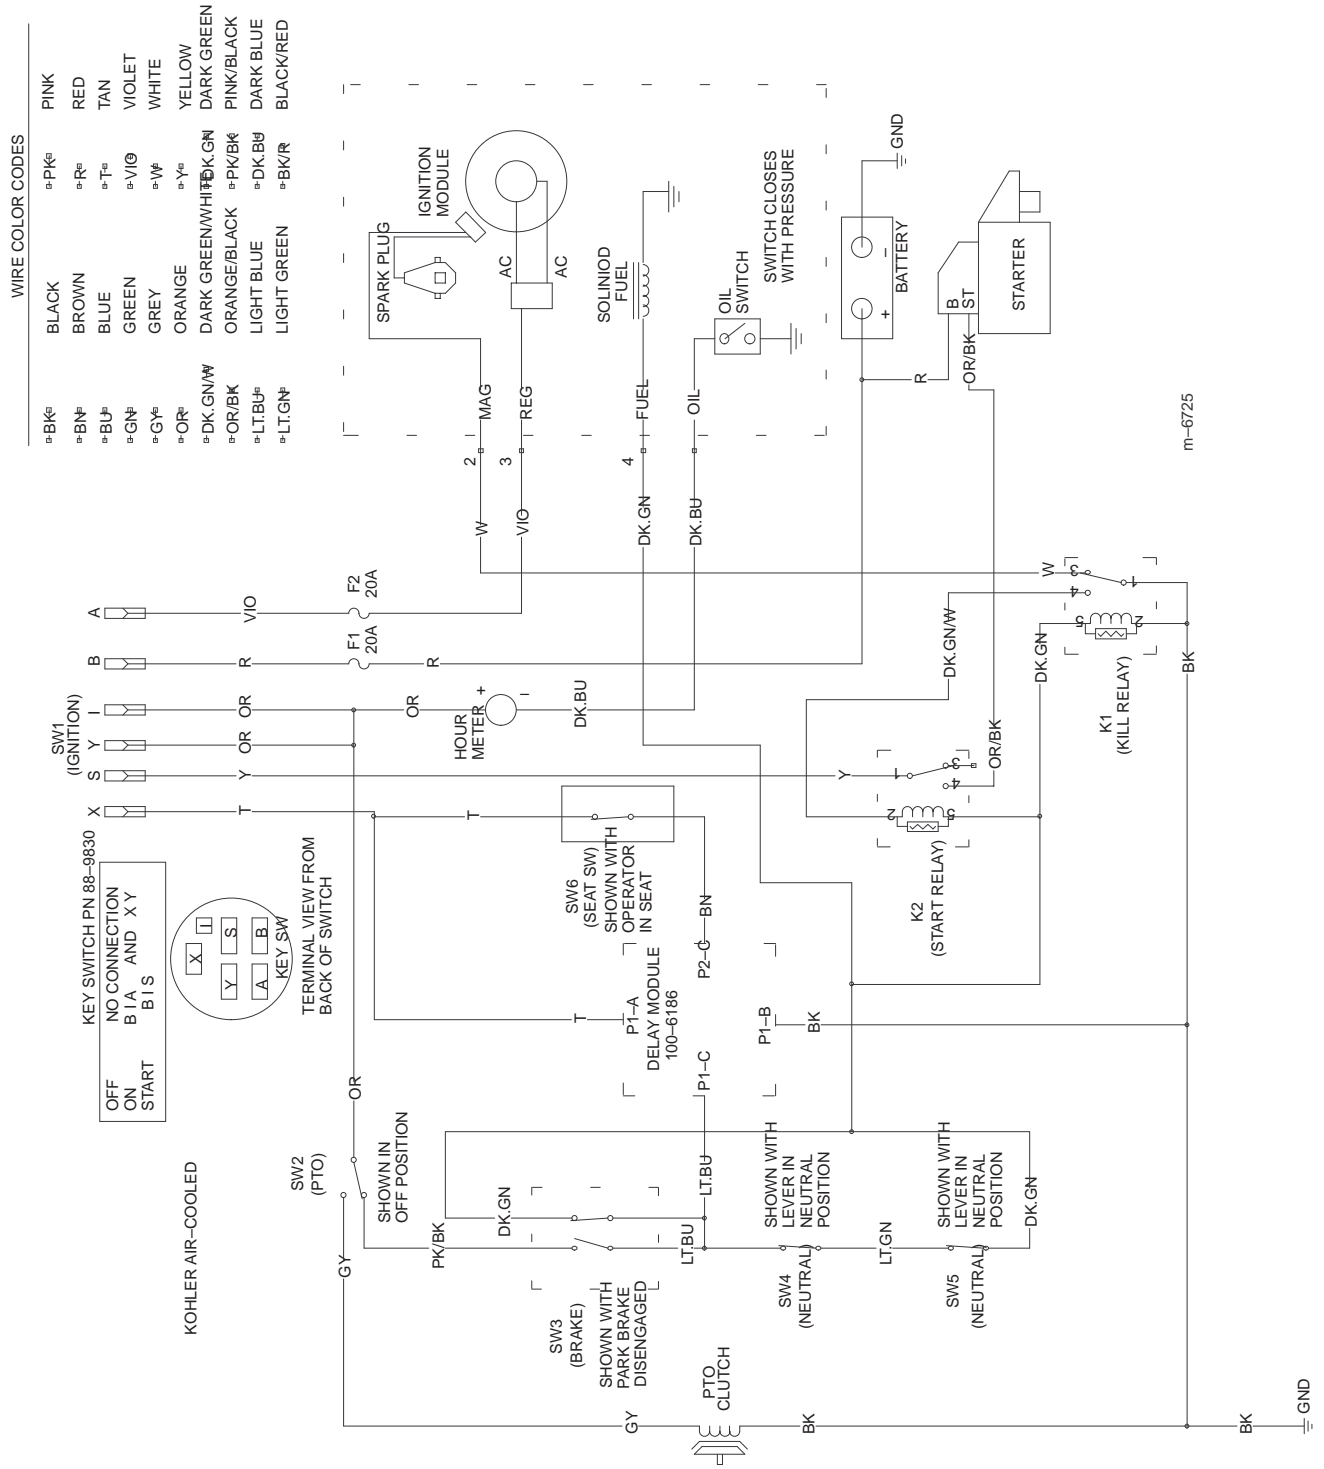 WIRE COLOR CODES
BK BLACK PK PINK
BN BROWN R RED
BU BLUE T TAN
GN GREEN VIO VIOLET
GY GREY W WHITE
OR ORANGE Y YELLOW
DK.GN/W DARK GREEN/WHITE DK.GN DARK GREEN
OR/BK ORANGE/BLACK PK/BK PINK/BLACK
LT.BU LIGHT BLUE DK.BU DARK BLUE
LT.GN LIGHT GREEN BK/R BLACK/RED
KOHLER AIR–COOLED
KEY SWITCH PN 88–9830
OFF NO CONNECTION
ON B I A AND X Y
START B I S
X
I
Y
S
A
B
KEY SW
TERMINAL VIEW FROM
BACK OF SWITCH
SW1
(IGNITION)
X
S
Y
I
B
A
T
Y
OR
OR
R
VIO
F1
20A
F2
20A
R
OR
HOUR
METER
+
–
DK.BU
W
VIO
DK.GN
DK.BU
2
3
4
MAG
REG
FUEL
OIL
SPARK PLUG
IGNITION
MODULE
AC
AC
SOLINIOD
FUEL
OIL
SWITCH
SWITCH CLOSES
WITH PRESSURE
+
–
BATTERY
GND
R
OR/BK
B
ST
STARTER
m–6725
T
SW6
(SEAT SW)
SHOWN WITH
OPERATOR
IN SEAT
BN
T
P1–A
DELAY MODULE
100–6186
P2–C
P1–C
P1–B
BK
Y
1
3
4
2
5
K2
(START RELAY)
OR/BK
DK.GN/W
DK.GN
W
3
4
1
5
2
K1
(KILL RELAY)
BK
OR
SW2
(PTO)
SHOWN IN
OFF POSITION
GY
PK/BK
DK.GN
SW3
(BRAKE)
SHOWN WITH
PARK BRAKE
DISENGAGED
LT.BU
LT.BU
SHOWN WITH
LEVER IN
NEUTRAL
POSITION
SW4
(NEUTRAL)
LT.GN
SHOWN WITH
LEVER IN
NEUTRAL
POSITION
SW5
(NEUTRAL)
DK.GN
GY
PTO
CLUTCH
BK
BK
GND